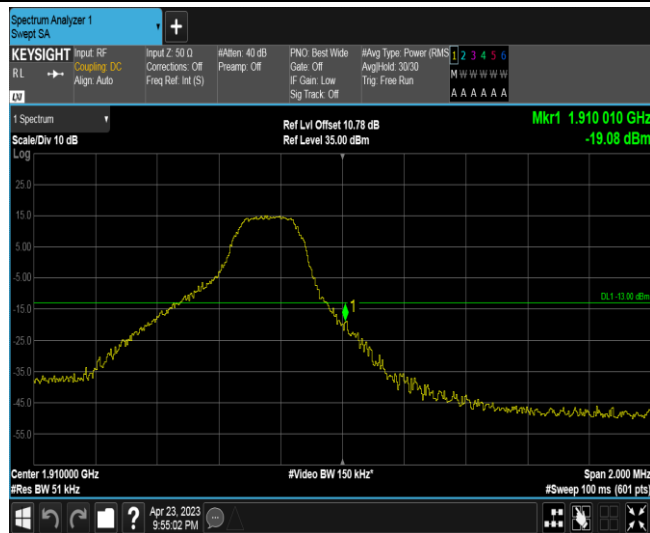 Spectrum Analyzer 1
Swept SA
+
KEYSIGHT
RL
LXI
Input: RF
Coupling: DC
Align: Auto
Input Z: 50 Ω
Corrections: Off
Freq Ref: Int (S)
#Atten: 40 dB
Preamp: Off
PNO: Best Wide
Gate: Off
IF Gain: Low
Sig Track: Off
#Avg Type: Power (RMS
Avg|Hold: 30/30
Trig: Free Run
1 2 3 4 5 6
M W W W W W
A A A A A A
1 Spectrum
Scale/Div 10 dB
Log
Ref Lvl Offset 10.78 dB
Ref Level 35.00 dBm
Mkr1 1.910 010 GHz
-19.08 dBm
25.0
15.0
5.00
-5.00
DL1 -13.00 dBm
1
-15.0
-25.0
-35.0
-45.0
-55.0
Center 1.910000 GHz
#Video BW 150 kHz*
Span 2.000 MHz
#Res BW 51 kHz
#Sweep 100 ms (601 pts)
?
Apr 23, 2023
9:55:02 PM